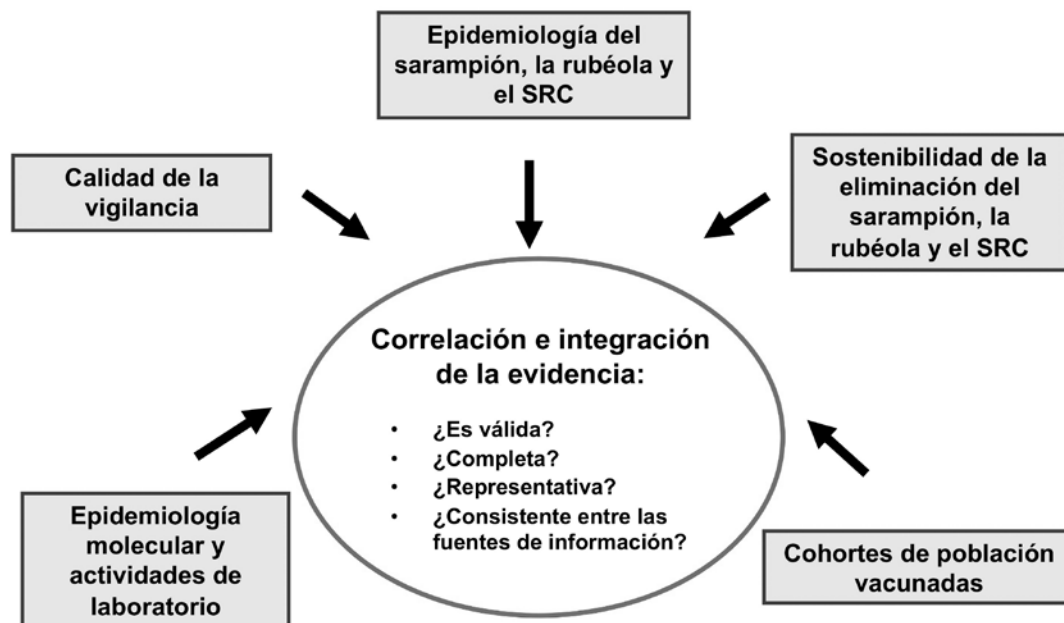 Epidemiología del
sarampión, la rubéola y
el SRC
Calidad de la
vigilancia
Sostenibilidad de la
eliminación del
sarampión, la
rubéola y el SRC
Correlación e integración
de la evidencia:
• ¿Es válida?
• ¿Completa?
• ¿Representativa?
• ¿Consistente entre las
fuentes de información?
Epidemiología
molecular y
actividades de
laboratorio
Cohortes de población
vacunadas